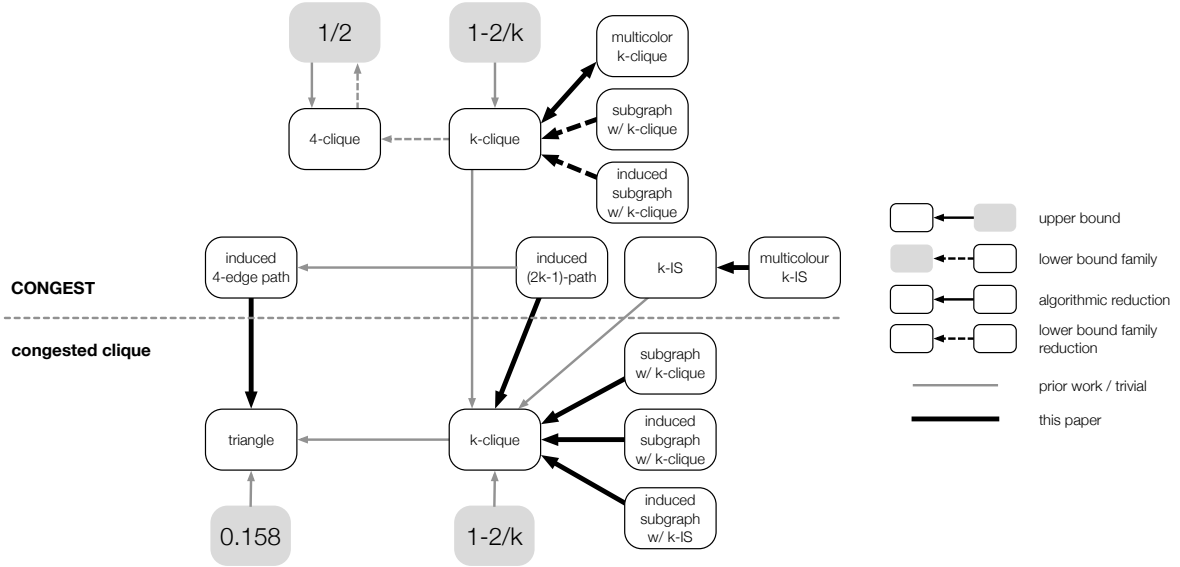 1/2
1-2/k
multicolor
k-clique
4-clique
k-clique
subgraph
w/ k-clique
induced
subgraph
w/ k-clique
induced
4-edge path
induced
(2k-1)-path
k-IS
multicolour
k-IS
CONGEST
congested clique
subgraph
w/ k-clique
triangle
k-clique
induced
subgraph
w/ k-clique
induced
subgraph
w/ k-IS
0.158
1-2/k
upper bound
lower bound family
algorithmic reduction
lower bound family
reduction
prior work / trivial
this paper